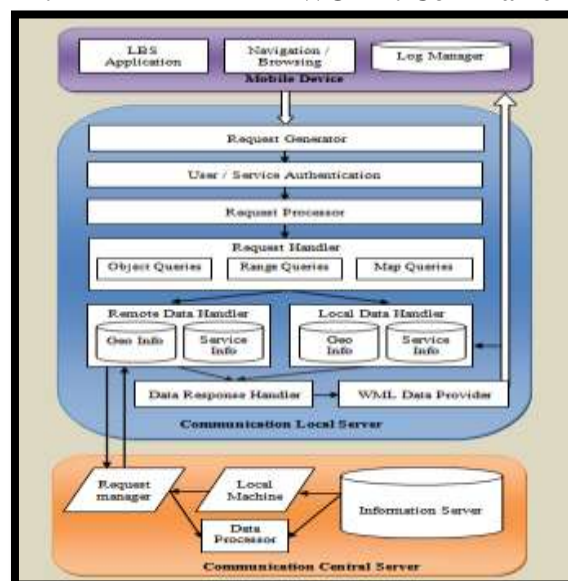 LBS
Application
Navigation /
Browsing
Log Manager
Mobile Device
Request Generator
User / Service Authentication
Request Processor
Request Handler
Object Queries
Range Queries
Map Queries
Remote Data Handler
Geo Info
Service
Info
Local Data Handler
Geo
Info
Service
Info
Data Response Handler
WML Data Provider
Communication Local Server
Request
manager
Local
Machine
Information Server
Data
Processor
Communication Central Server